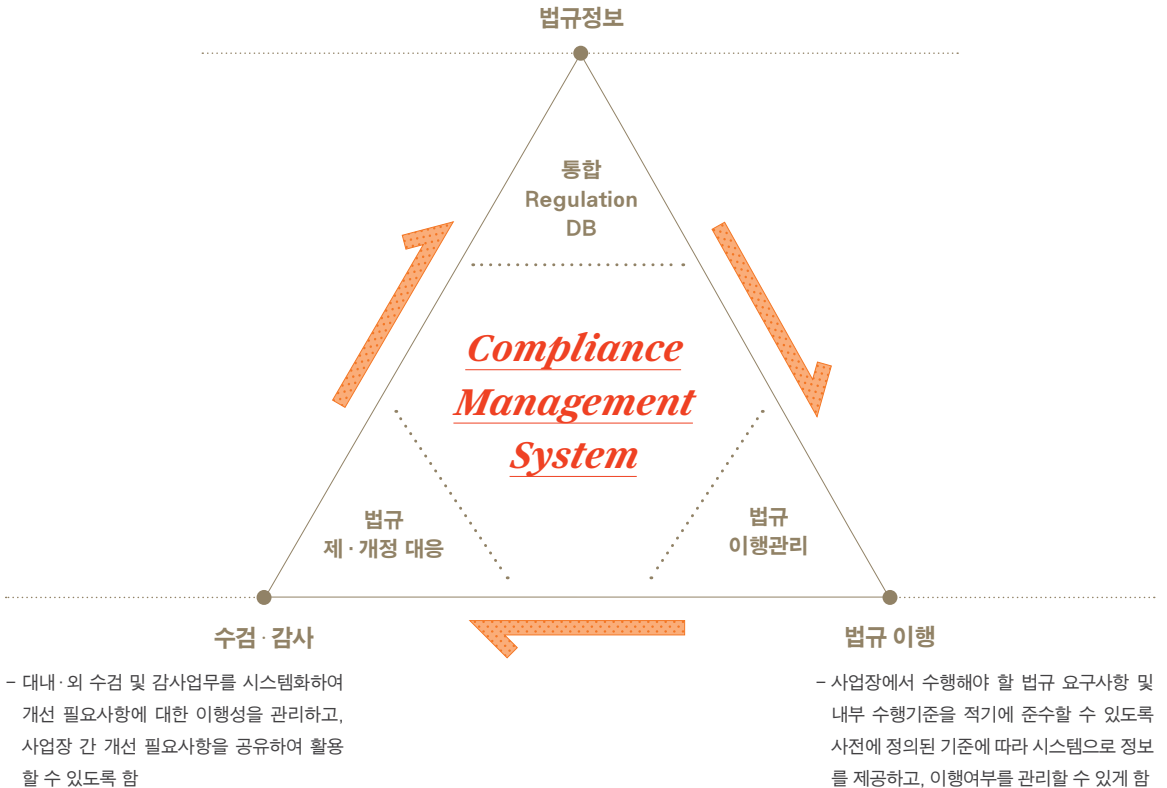 법규정보
통합
Regulation
DB
Compliance
Management
System
법규
제·개정 대응
법규
이행관리
수검·감사
– 대내·외 수검 및 감사업무를 시스템화하여
개선 필요사항에 대한 이행성을 관리하고,
사업장 간 개선 필요사항을 공유하여 활용
할 수 있도록 함
법규 이행
– 사업장에서 수행해야 할 법규 요구사항 및
내부 수행기준을 적기에 준수할 수 있도록
사전에 정의된 기준에 따라 시스템으로 정보
를 제공하고, 이행여부를 관리할 수 있게 함